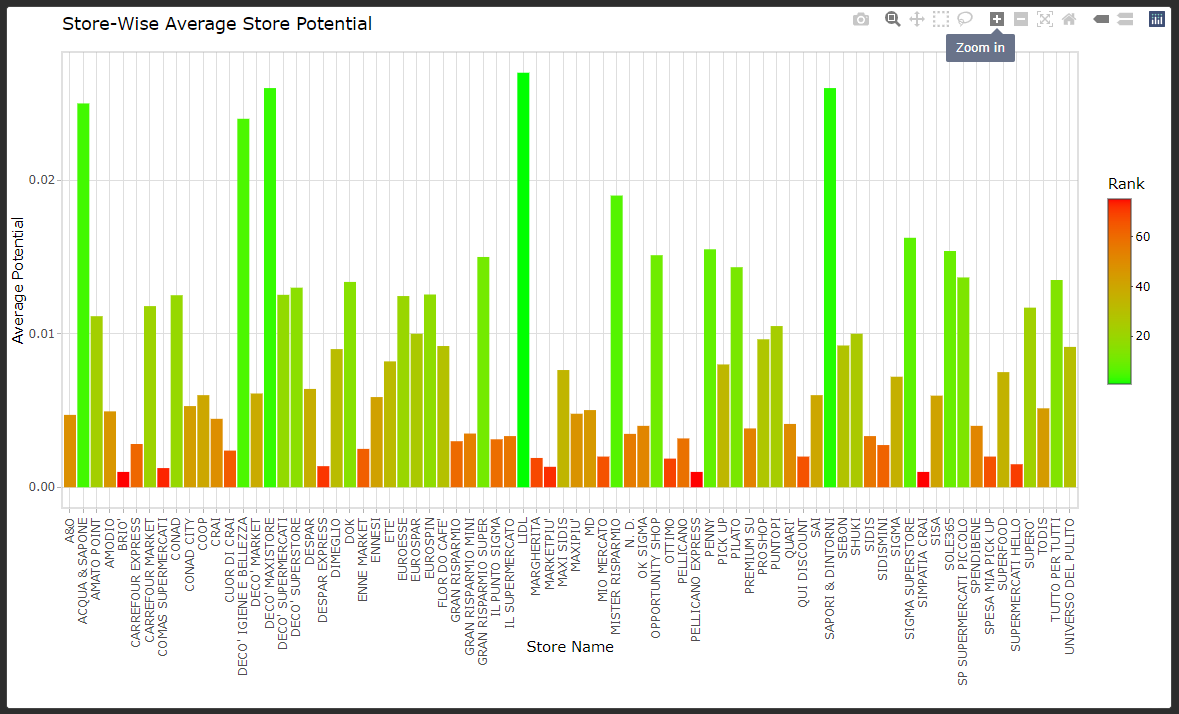 Store-Wise Average Store Potential
Zoom in
Average Potential
0.02
0.01
0.00
A&O
ACQUA & SAPONE
AMATO POINT
AMODIO
BRIO'
CARREFOUR EXPRESS
CARREFOUR MARKET
COMAS SUPERMERCATI
CONAD
CONAD CITY
COOP
CRAI
CUOR DI CRAI
DECO' IGIENE E BELLEZZA
DECO' MARKET
DECO' MAXISTORE
DECO' SUPERMERCATI
DECO' SUPERSTORE
DESPAR
DESPAR EXPRESS
DIMEGLIO
DOK
ENNE MARKET
ENNESI
ETE'
EUROESSE
EUROSPAR
EUROSPIN
FLOR DO CAFE'
GRAN RISPARMIO
GRAN RISPARMIO MINI
GRAN RISPARMIO SUPER
IL PUNTO SIGMA
IL SUPERMERCATO
LIDL
MARGHERITA
MARKETPIU'
MAXI SIDIS
MAXIPIU'
MD
MIO MERCATO
MISTER RISPARMIO
N. D.
OK SIGMA
OPPORTUNITY SHOP
OTTIMO
PELLICANO
PELLICANO EXPRESS
PENNY
PICK UP
PILATO
PREMIUM SU
PROSHOP
PUNTOPI
QUARI'
QUI DISCOUNT
SAI
SAPORI & DINTORNI
SEBON
SHUKI
SIDIS
SIDISMINI
SIGMA
SIGMA SUPERSTORE
SIMPATIA CRAI
SISA
SOLE365
SP SUPERMERCATI PICCOLO
SPENDIBENE
SPESA MIA PICK UP
SUPERFOOD
SUPERMERCATI HELLO
SUPERO'
TODIS
TUTTO PER TUTTI
UNIVERSO DEL PULITO
Store Name
Rank
60
40
20